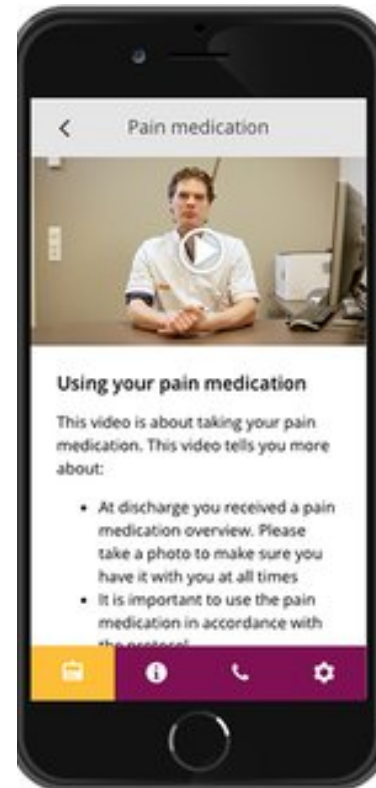 Pain medication
Using your pain medication
This video is about taking your pain
medication. This video tells you more
about:
• At discharge you received a pain
medication overview. Please
take a photo to make sure you
have it with you at all times
• It is important to use the pain
medication in accordance with
the protocol